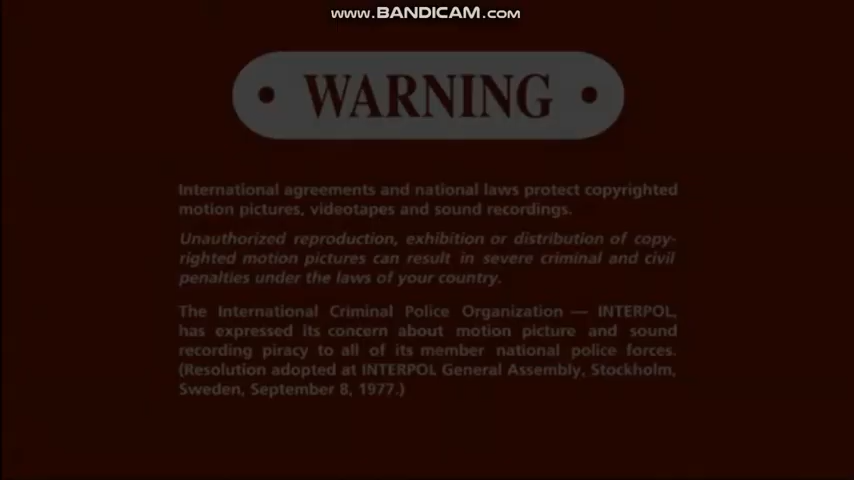 www.BANDICAM.com
WARNING
International agreements and national laws protect copyrighted
motion pictures, videotapes and sound recordings.
Unauthorized reproduction, exhibition or distribution of copy-
righted motion pictures can result in severe criminal and civil
penalties under the laws of your country.
The International Criminal Police Organization — INTERPOL,
has expressed its concern about motion picture and sound
recording piracy to all of its member national police forces.
(Resolution adopted at INTERPOL General Assembly, Stockholm,
Sweden, September 8, 1977.)